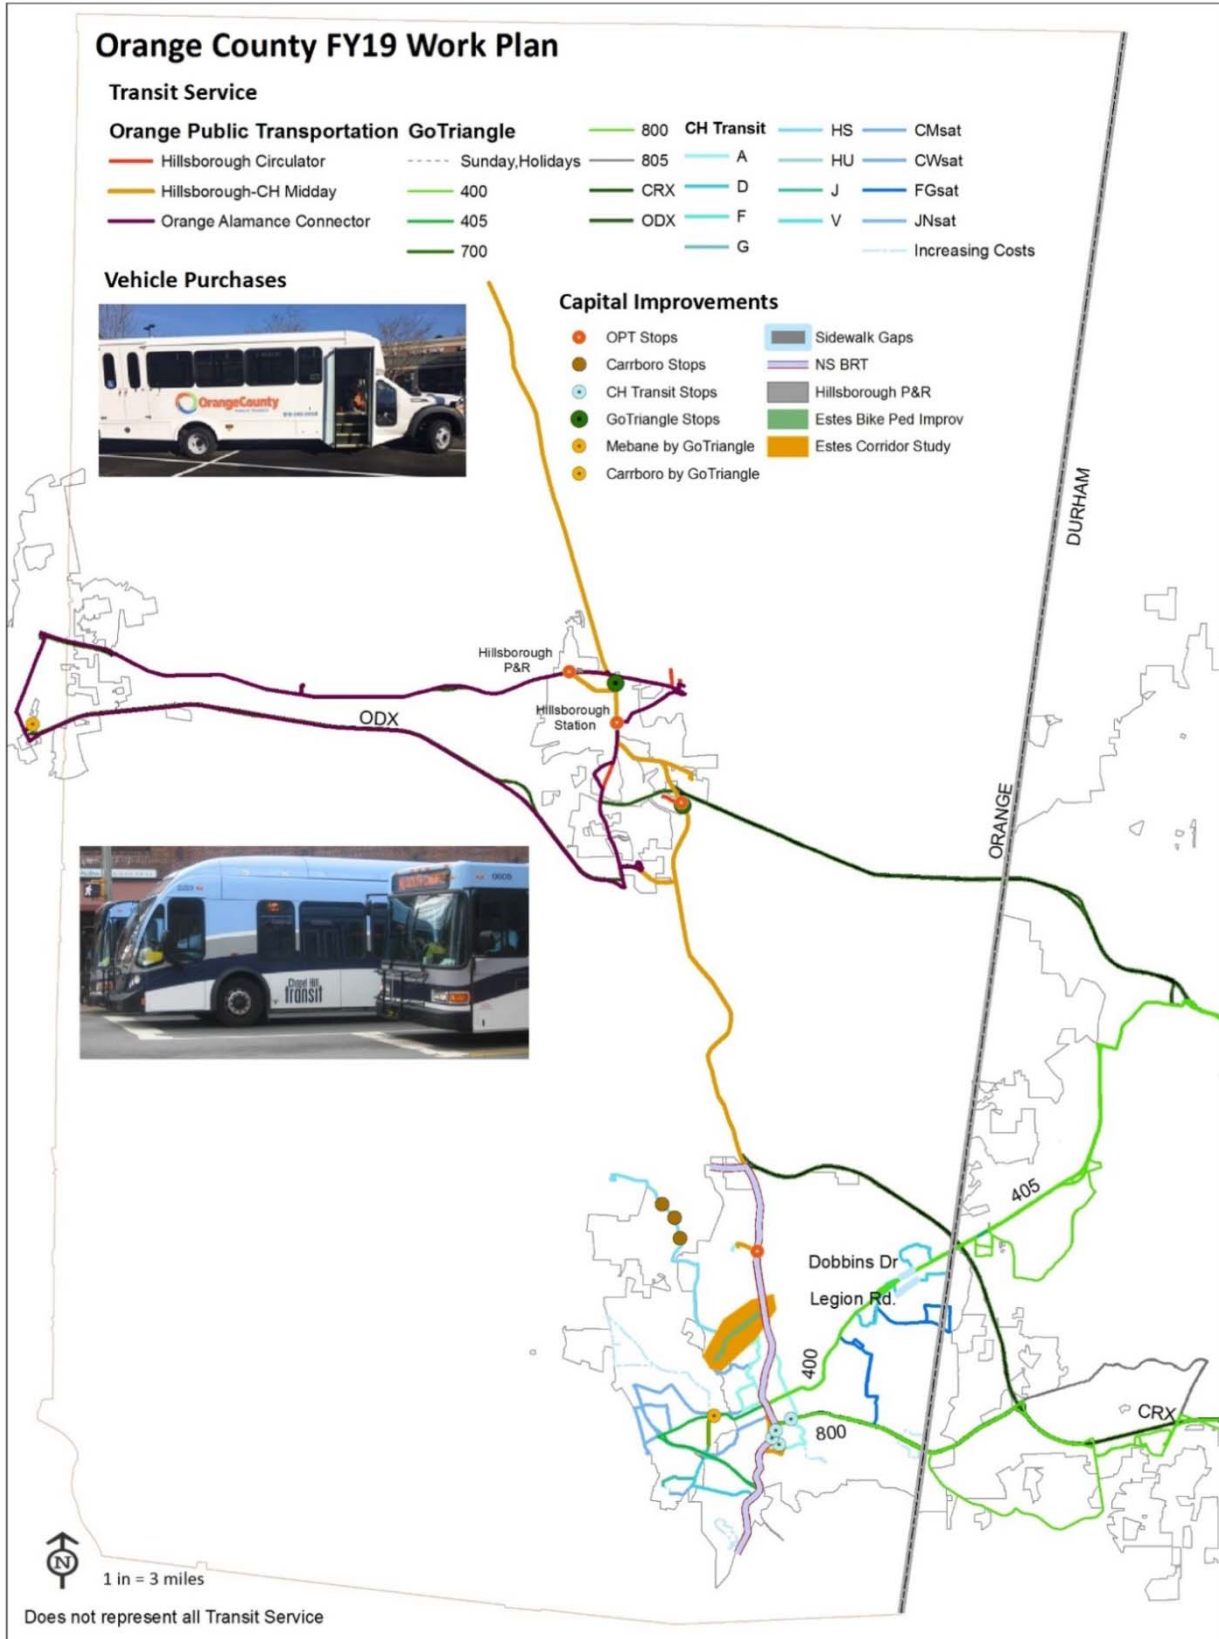 Orange County FY19 Work Plan
Transit Service
Orange Public Transportation
Hillsborough Circulator
Hillsborough-CH Midday
Orange Alamance Connector
GoTriangle
Sunday,Holidays
400
405
700
800
805
CRX
ODX
CH Transit
A
D
F
G
HS
HU
J
V
CMsat
CWsat
FGsat
JNsat
Increasing Costs
Vehicle Purchases
OrangeCounty
PUBLIC TRANSIT
Capital Improvements
OPT Stops
Carrboro Stops
CH Transit Stops
GoTriangle Stops
Mebane by GoTriangle
Carrboro by GoTriangle
Sidewalk Gaps
NS BRT
Hillsborough P&R
Estes Bike Ped Improv
Estes Corridor Study
DURHAM
Hillsborough
P&R
Hillsborough
Station
ODX
ORANGE
Chapel Hill
transit
0609
405
Dobbins Dr
Legion Rd.
400
800
CRX
N
1 in = 3 miles
Does not represent all Transit Service